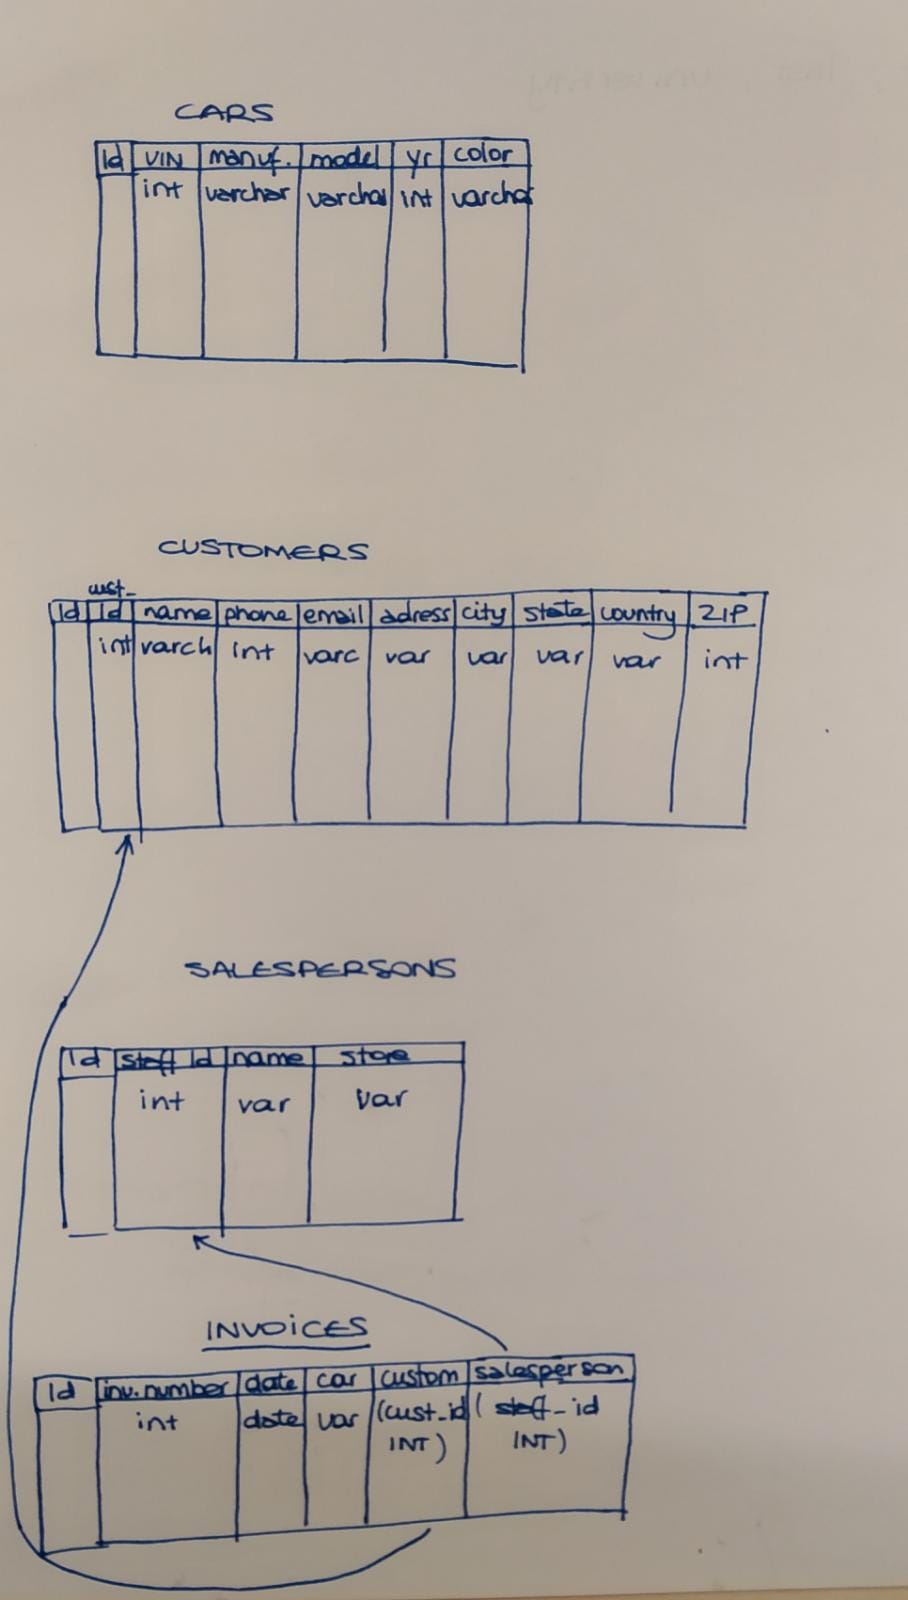 CARS
Id VIN manuf. model yr color
int varchar varchar int varchar
CUSTOMERS
cust_
Id Id name phone email adress city state country ZIP
int varch int varc var var var var int
SALESPERSONS
Id staff Id name store
int var var
INVOICES
Id inv.number date car custom salesperson
int date var (cust_id (staff_id
INT) INT)